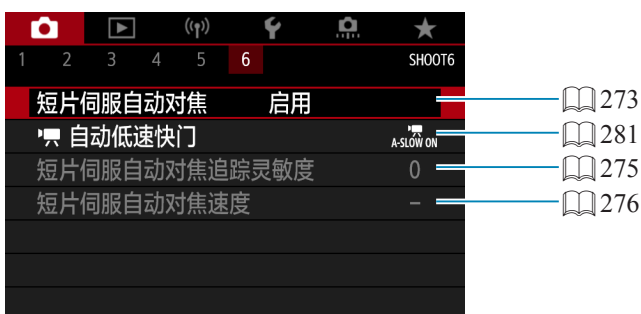 1 2 3 4 5 6 SHOOT6
短片伺服自动对焦 启用 273
自动低速快门 A-SLOW ON 281
短片伺服自动对焦追踪灵敏度 0 275
短片伺服自动对焦速度 – 276